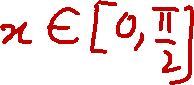 x ∈ [0, π/2]